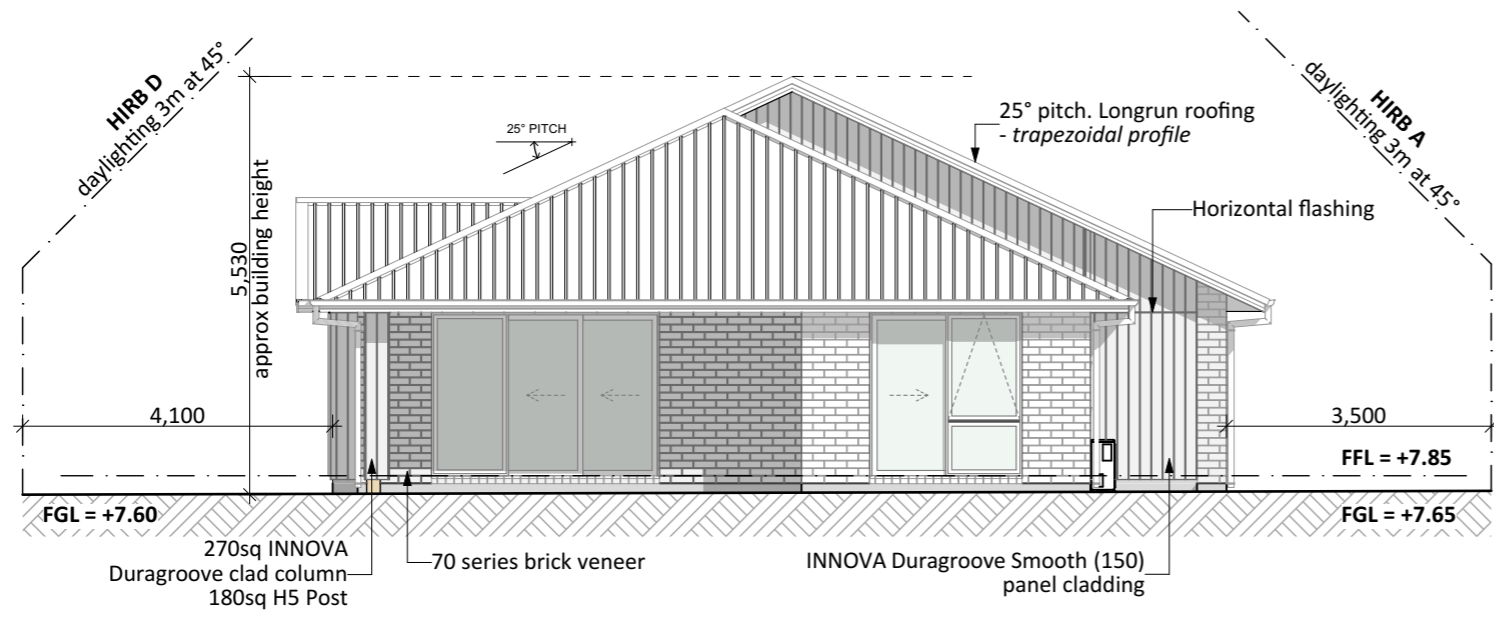 HIRB D
daylighting 3m at 45°
5,530
approx building height
25° PITCH
25° pitch. Longrun roofing
- trapezoidal profile
HIRB A
daylighting 3m at 45°
Horizontal flashing
4,100
3,500
FFL = +7.85
FGL = +7.60
FGL = +7.65
270sq INNOVA
Duragroove clad column
180sq H5 Post
70 series brick veneer
INNOVA Duragroove Smooth (150)
panel cladding